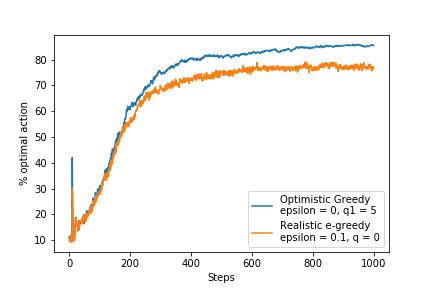 80
70
60
50
40
30
20
10
% optimal action
0
200
400
600
800
1000
Steps
Optimistic Greedy
epsilon = 0, q1 = 5
Realistic e-greedy
epsilon = 0.1, q = 0